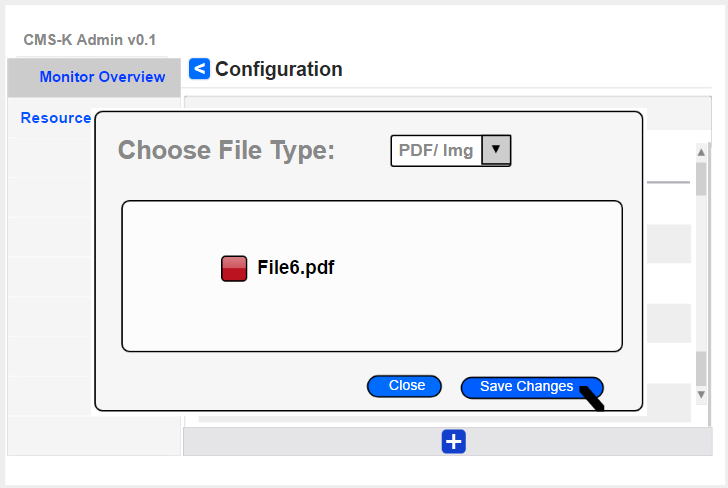 CMS-K Admin v0.1
Monitor Overview
< Configuration
Resource
Choose File Type:
PDF/ Img
File6.pdf
Close
Save Changes